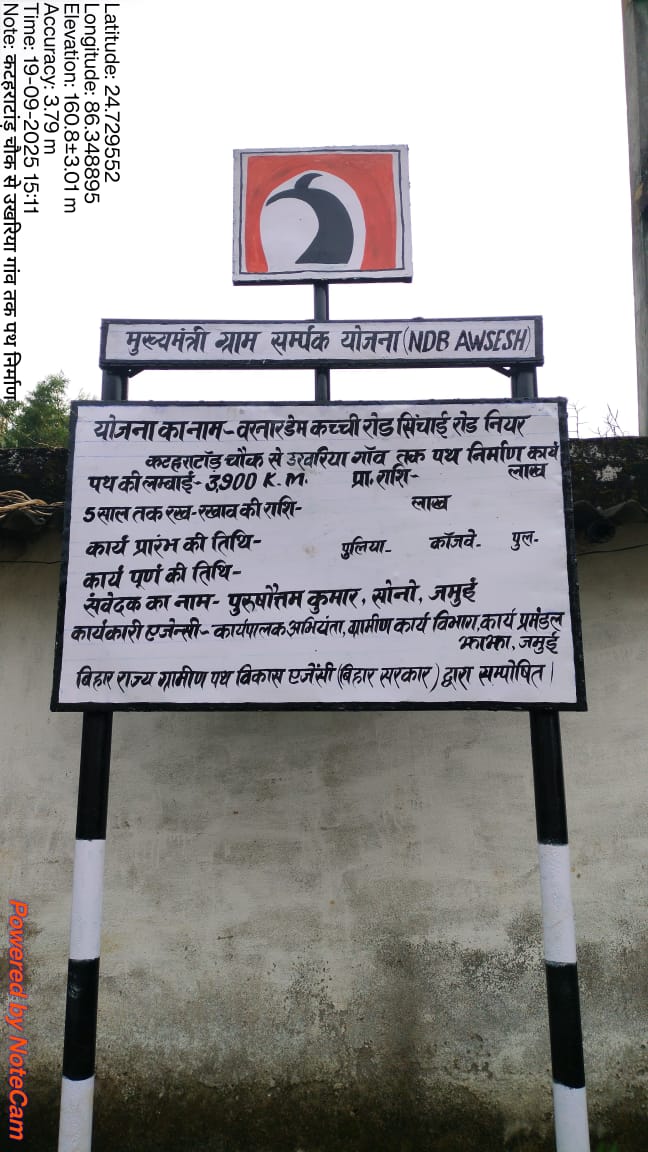 Latitude: 24.729552
Longitude: 86.348895
Elevation: 160.8±3.01 m
Accuracy: 3.79 m
Time: 19-09-2025 15:11
Note: कटहराटांड़ चौक से उखरिया गांव तक पथ निर्माण
मुख्यमंत्री ग्राम सर्म्पक योजना (NDB AWSESH)
योजना का नाम- वरनार डेम कच्ची रोड सिंचाई रोड नियर
कटहराटाँड़ चौक से उखरिया गाँव तक पथ निर्माण कार्य
पथ की लम्बाई- 3,900 K.M. प्रा. राशि- लाख
5 साल तक रख-रखाव की राशि- लाख
कार्य प्रारंभ की तिथि- पुलिया- कॉजवे- पुल-
कार्य पूर्ण की तिथि-
संवेदक का नाम- पुरुषौत्तम कुमार, सोनो, जमुई
कार्यकारी एजेन्सी- कार्यपालक अभियंता, ग्रामीण कार्य विभाग, कार्य प्रमंडल
झाझा, जमुई
बिहार राज्य ग्रामीण पथ विकास एजेंसी (बिहार सरकार) द्वारा सम्पोषित।
Powered by NoteCam